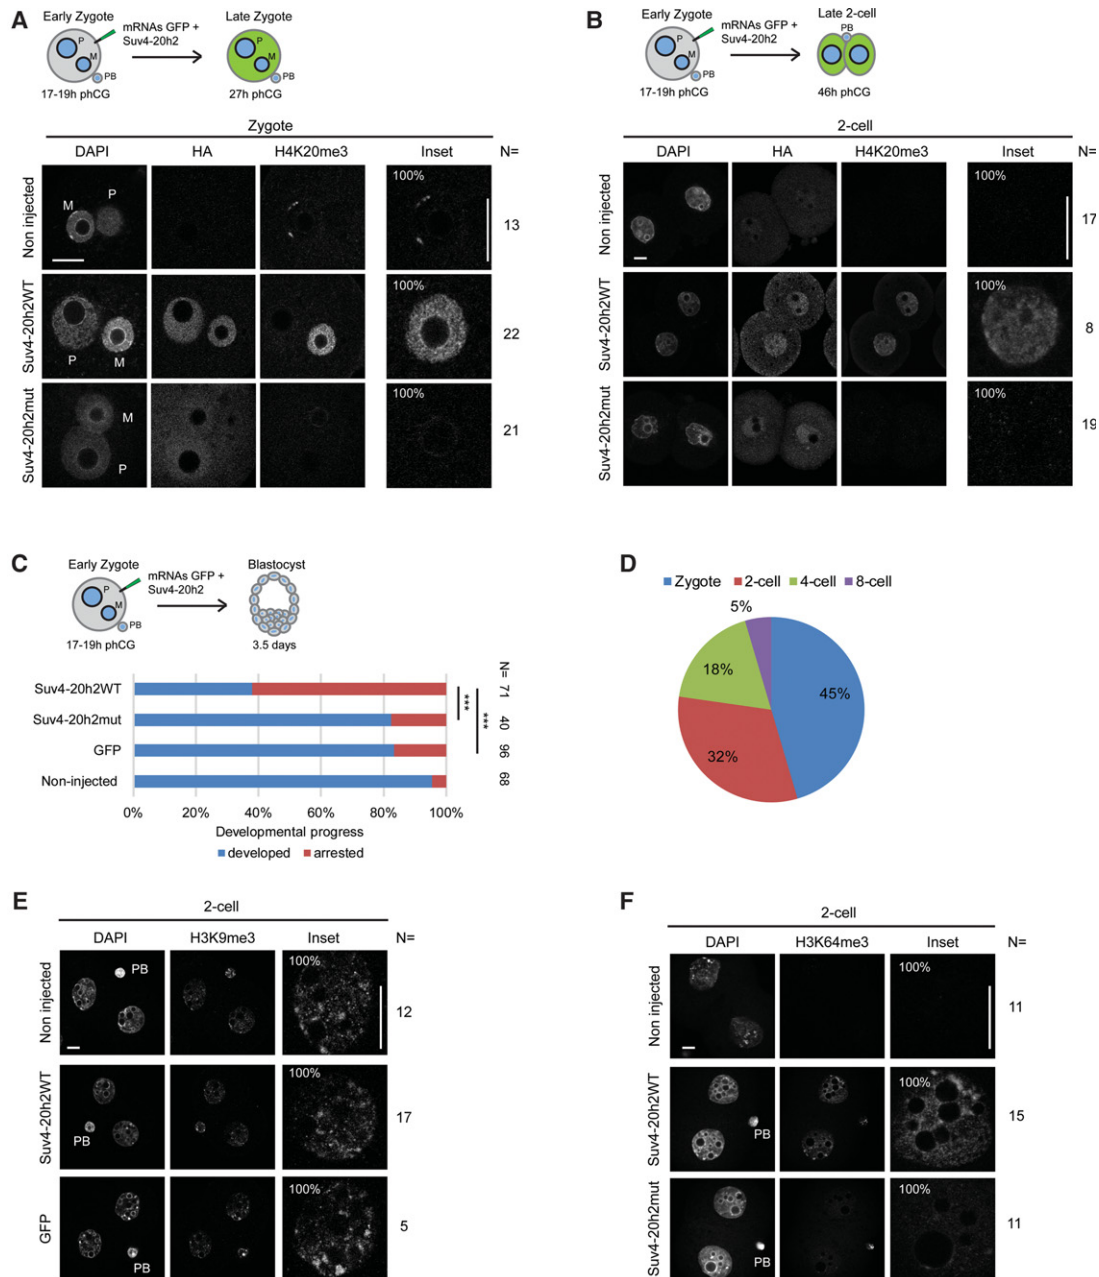 A
Early Zygote
mRNAs GFP +
Suv4-20h2
Late Zygote
P
M
PB
17-19h phCG
M
PB
27h phCG
Zygote
DAPI HA H4K20me3 Inset N=
Non injected
M P
100%
13
Suv4-20h2WT
P M
100%
22
Suv4-20h2mut
M
P
100%
21
B
Early Zygote
mRNAs GFP +
Suv4-20h2
Late 2-cell
P
M
PB
17-19h phCG
PB
46h phCG
2-cell
DAPI HA H4K20me3 Inset N=
Non injected
100%
17
Suv4-20h2WT
100%
8
Suv4-20h2mut
100%
19
C
Early Zygote
mRNAs GFP +
Suv4-20h2
Blastocyst
P
M
PB
17-19h phCG
3.5 days
N=
Suv4-20h2WT
71
Suv4-20h2mut
40
GFP
96
Non-injected
68
***
***
0% 20% 40% 60% 80% 100%
Developmental progress
developed arrested
D
Zygote 2-cell 4-cell 8-cell
5%
18%
45%
32%
E
2-cell
DAPI H3K9me3 Inset N=
Non injected
PB
100%
12
Suv4-20h2WT
PB
100%
17
GFP
PB
100%
5
F
2-cell
DAPI H3K64me3 Inset N=
Non injected
100%
11
Suv4-20h2WT
PB
100%
15
Suv4-20h2mut
PB
100%
11